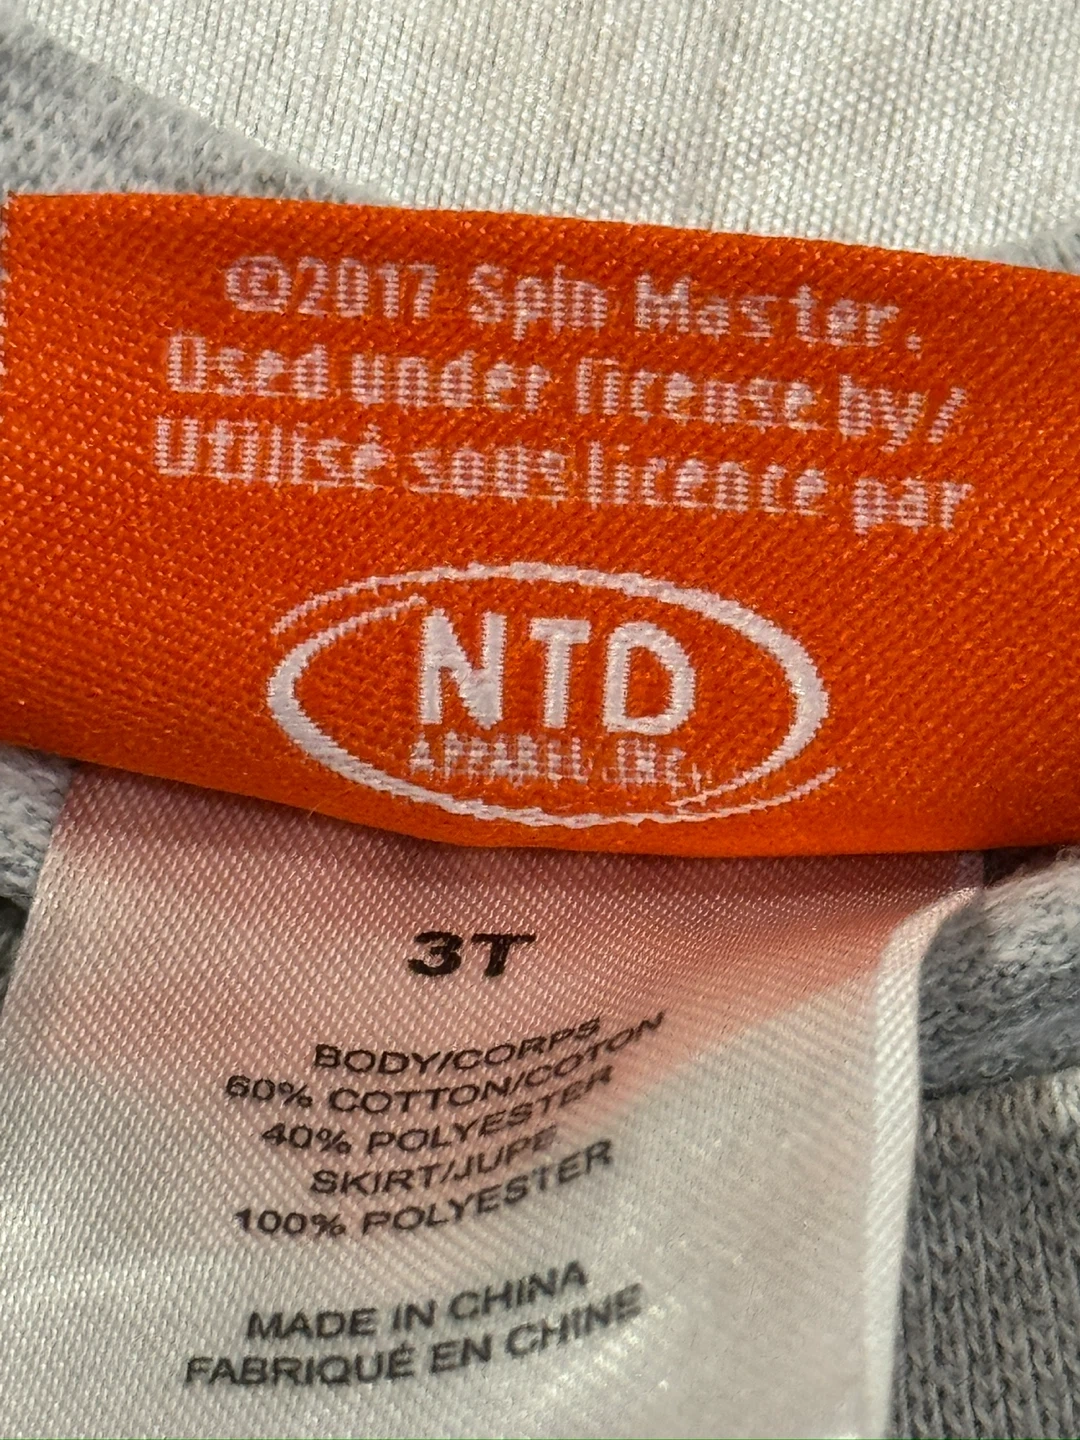 ©2017 Spin Master.
Used under license by/
Utilisé sous licence par
NTD
APPAREL INC.
3T
BODY/CORPS
60% COTTON/COTON
40% POLYESTER
SKIRT/JUPE
100% POLYESTER
MADE IN CHINA
FABRIQUÉ EN CHINE